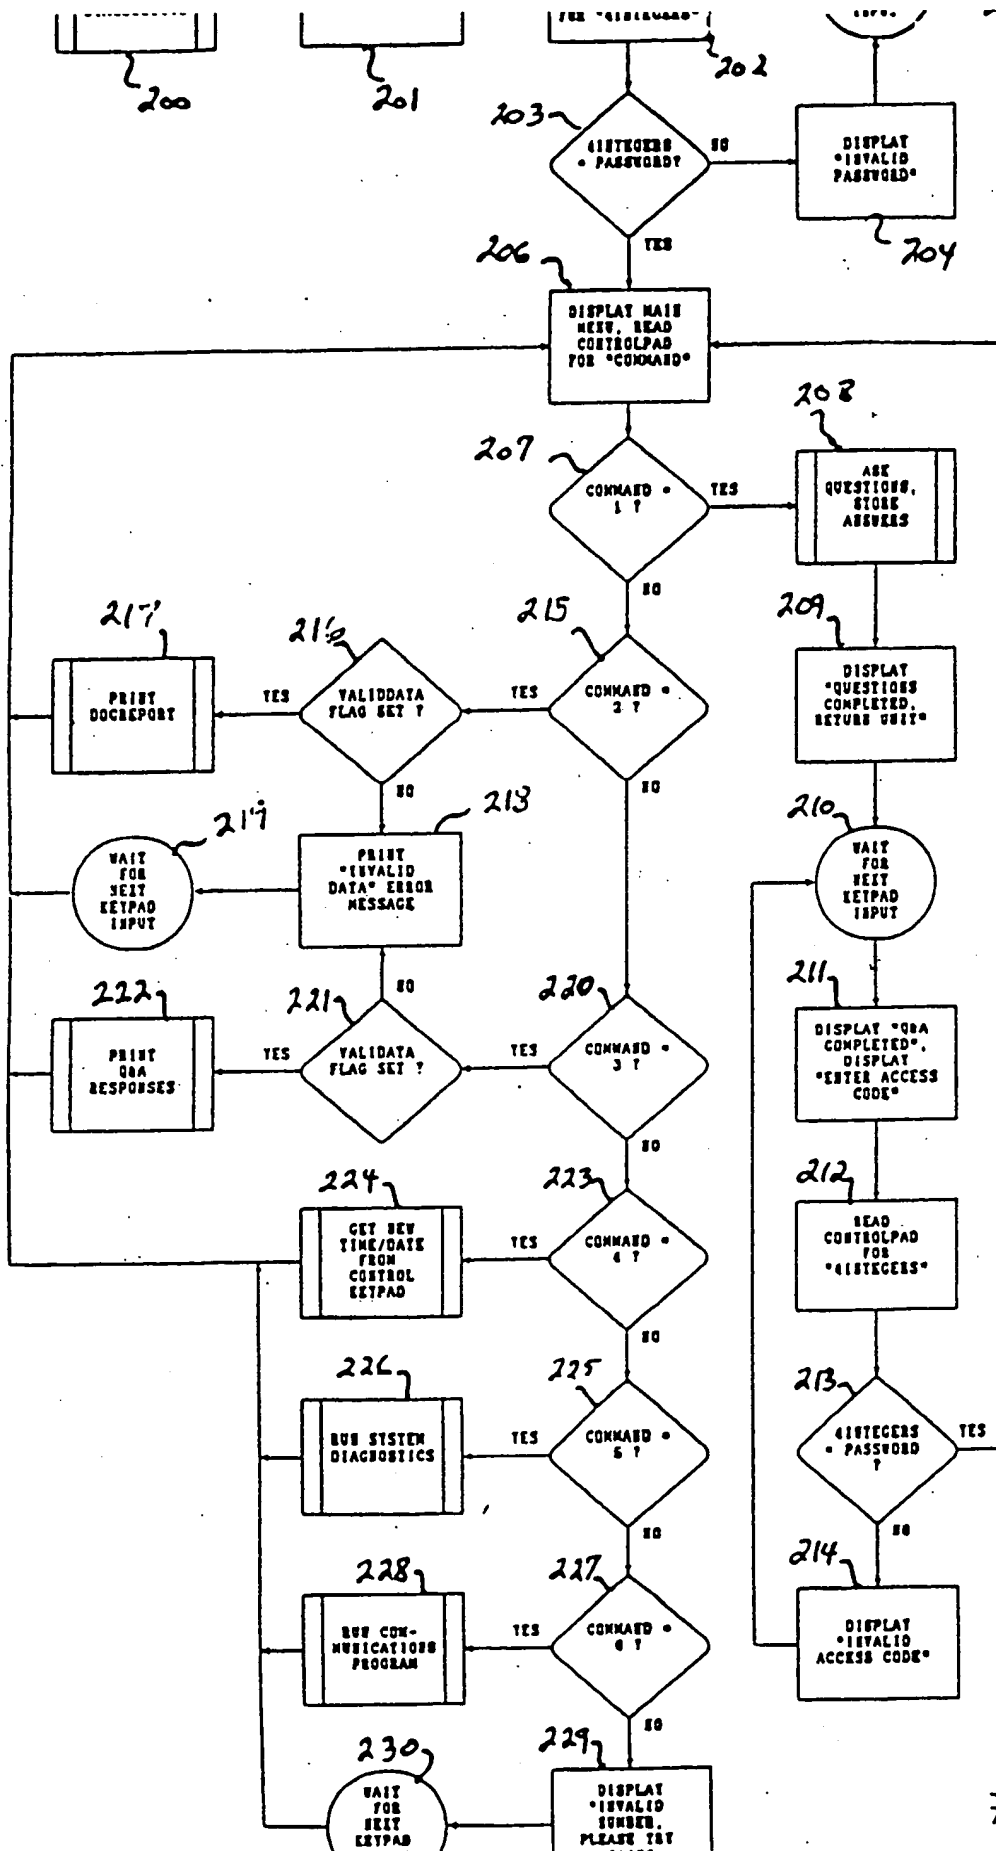 FOR "4INTEGERS"
INPUT
200
201
202
203
4INTEGERS
= PASSWORD?
NO
DISPLAY
"INVALID
PASSWORD"
204
YES
206
DISPLAY MAIN
MENU, READ
CONTROLPAD
FOR "COMMAND"
207
COMMAND =
1 ?
YES
208
ASK
QUESTIONS,
STORE
ANSWERS
NO
209
DISPLAY
"QUESTIONS
COMPLETED,
RETURN UNIT"
215
COMMAND =
2 ?
YES
216
VALIDDATA
FLAG SET ?
YES
217
PRINT
DOCREPORT
NO
NO
218
PRINT
"INVALID
DATA" ERROR
MESSAGE
219
WAIT
FOR
NEXT
KEYPAD
INPUT
210
WAIT
FOR
NEXT
KEYPAD
INPUT
211
DISPLAY "Q&A
COMPLETED",
DISPLAY
"ENTER ACCESS
CODE"
220
COMMAND =
3 ?
YES
221
NO
VALIDATA
FLAG SET ?
YES
222
PRINT
Q&A
RESPONSES
NO
212
READ
CONTROLPAD
FOR
"4INTEGERS"
223
COMMAND =
4 ?
YES
224
GET NEW
TIME/DATE
FROM
CONTROL
KEYPAD
NO
213
4INTEGERS
= PASSWORD
?
YES
NO
225
COMMAND =
5 ?
YES
226
RUN SYSTEM
DIAGNOSTICS
NO
214
DISPLAY
"INVALID
ACCESS CODE"
227
COMMAND =
6 ?
YES
228
RUN COM-
MUNICATIONS
PROGRAM
NO
229
DISPLAY
"INVALID
NUMBER,
PLEASE TRY
230
WAIT
FOR
NEXT
KEYPAD